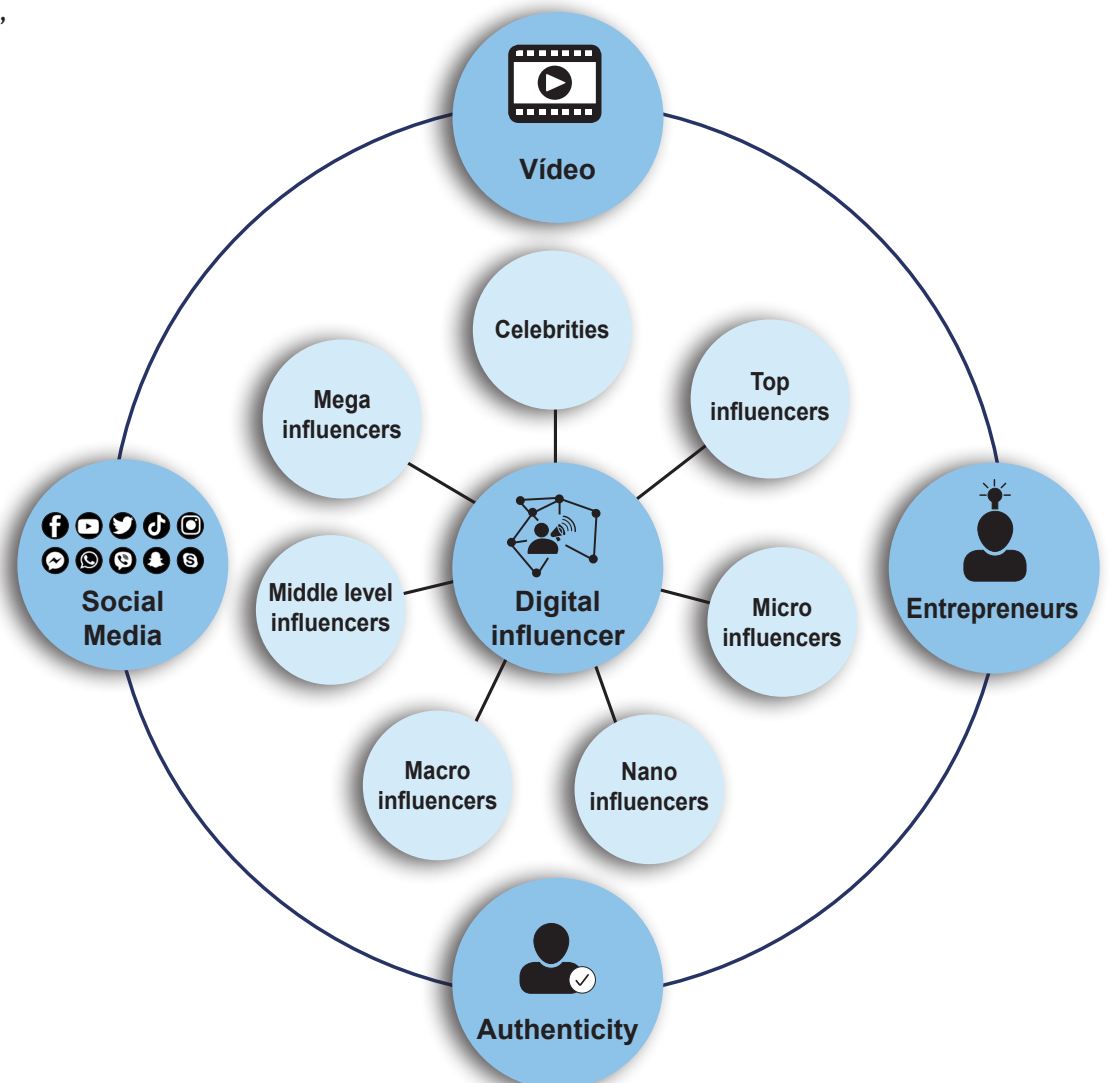 ,
Vídeo
Celebrities
Top
influencers
Mega
influencers
Middle level
influencers
Digital
influencer
Micro
influencers
Social
Media
Entrepreneurs
Macro
influencers
Nano
influencers
Authenticity